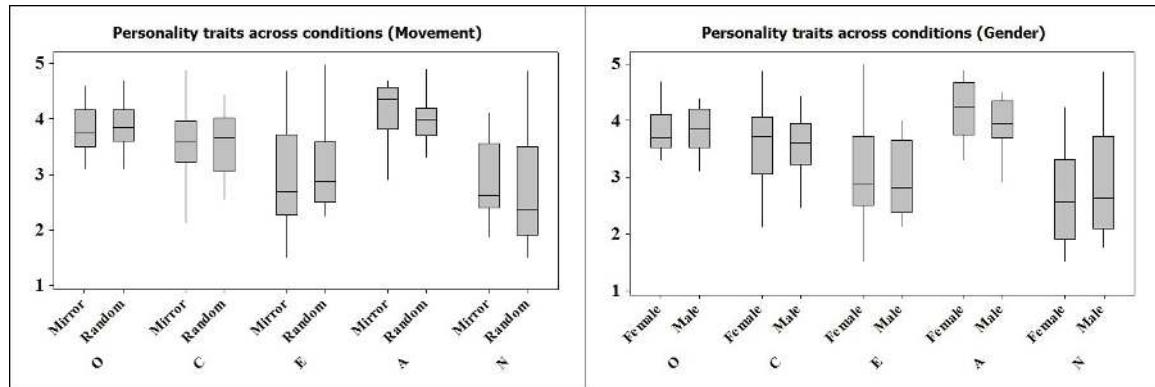 Personality traits across conditions (Movement)
5
4
3
2
1
Mirror
Random
Mirror
Random
Mirror
Random
Mirror
Random
Mirror
Random
O
C
E
A
N
Personality traits across conditions (Gender)
5
4
3
2
1
Female
Male
Female
Male
Female
Male
Female
Male
Female
Male
O
C
E
A
N